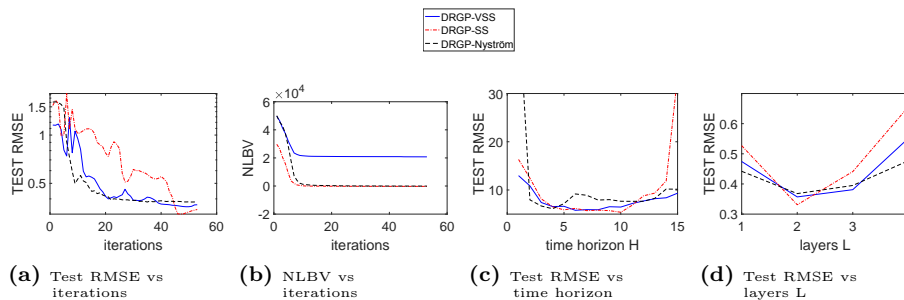 DRGP-VSS
DRGP-SS
DRGP-Nyström
TEST RMSE
1.5
1
0.5
0 20 40 60
iterations
(a) Test RMSE vs
iterations
× 10⁴
NLBV
6
4
2
0
-2
0 20 40 60
iterations
(b) NLBV vs
iterations
TEST RMSE
30
20
10
0 5 10 15
time horizon H
(c) Test RMSE vs
time horizon
TEST RMSE
0.7
0.6
0.5
0.4
0.3
1 2 3 4
layers L
(d) Test RMSE vs
layers L